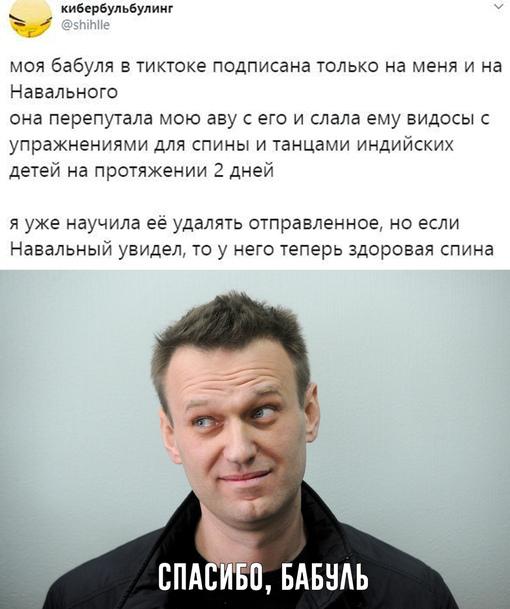 кибербульбулинг
@shihlle
моя бабуля в тиктоке подписана только на меня и на
Навального
она перепутала мою аву с его и слала ему видосы с
упражнениями для спины и танцами индийских
детей на протяжении 2 дней
я уже научила её удалять отправленное, но если
Навальный увидел, то у него теперь здоровая спина
СПАСИБО, БАБУЛЬ